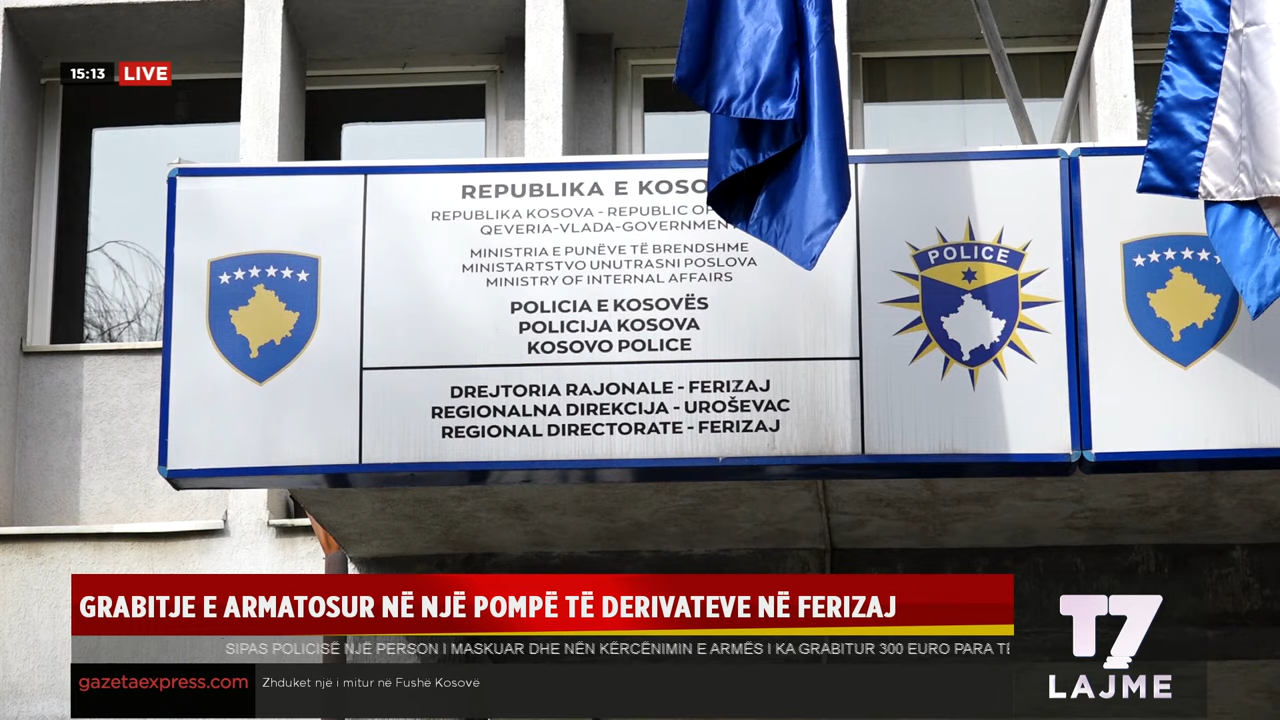 15:13 LIVE
REPUBLIKA E
REPUBLIKA KOSOVA - REPUBLIC OF
QEVERIA-VLADA-GOVERNMENT
MINISTRIA E PUNËVE TË BRENDSHME
MINISTARTSTVO UNUTRASNI POSLOVA
MINISTRY OF INTERNAL AFFAIRS
POLICIA E KOSOVËS
POLICIJA KOSOVA
KOSOVO POLICE
DREJTORIA RAJONALE - FERIZAJ
REGIONALNA DIREKCIJA - UROŠEVAC
REGIONAL DIRECTORATE - FERIZAJ
POLICE
GRABITJE E ARMATOSUR NË NJË POMPË TË DERIVATEVE NË FERIZAJ
SIPAS POLICISË NJË PERSON I MASKUAR DHE NËN KËRCËNIMIN E ARMËS I KA GRABITUR 300 EURO PARA
gazetaexpress.com Zhduket një i mitur në Fushë Kosovë
T7
LAJME